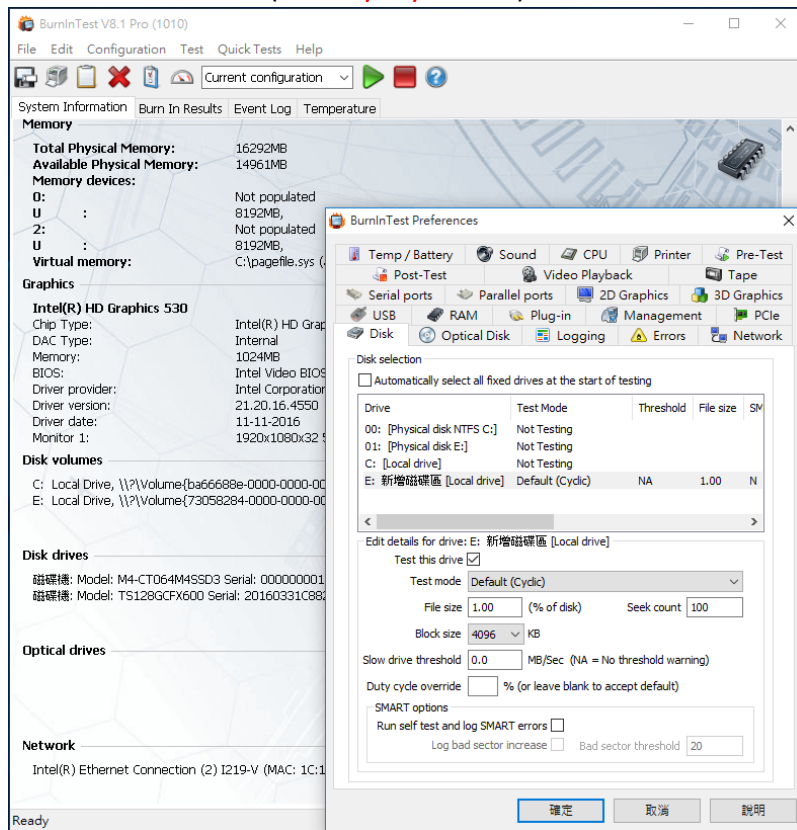 BurnInTest V8.1 Pro (1010)
File Edit Configuration Test Quick Tests Help
Current configuration
System Information Burn In Results Event Log Temperature
Memory
Total Physical Memory: 16292MB
Available Physical Memory: 14961MB
Memory devices:
0: Not populated
U : 8192MB,
2: Not populated
U : 8192MB,
Virtual memory: C:\pagefile.sys (
Graphics
Intel(R) HD Graphics 530
Chip Type: Intel(R) HD Grap
DAC Type: Internal
Memory: 1024MB
BIOS: Intel Video BIOS
Driver provider: Intel Corporation
Driver version: 21.20.16.4550
Driver date: 11-11-2016
Monitor 1: 1920x1080x32
Disk volumes
C: Local Drive, \\?\Volume{ba66688e-0000-0000-00
E: Local Drive, \\?\Volume{73058284-0000-0000-00
Disk drives
磁碟機: Model: M4-CT064M4SSD3 Serial: 000000001
磁碟機: Model: TS128GCFX600 Serial: 20160331C882
Optical drives
Network
Intel(R) Ethernet Connection (2) I219-V (MAC: 1C:1
Ready
BurnInTest Preferences
Temp / Battery Sound CPU Printer Pre-Test
Post-Test Video Playback Tape
Serial ports Parallel ports 2D Graphics 3D Graphics
USB RAM Plug-in Management PCIe
Disk Optical Disk Logging Errors Network
Disk selection
Automatically select all fixed drives at the start of testing
Drive Test Mode Threshold File size SM
00: [Physical disk NTFS C:] Not Testing
01: [Physical disk E:] Not Testing
C: [Local drive] Not Testing
E: 新增磁碟區 [Local drive] Default (Cyclic) NA 1.00 N
Edit details for drive: E: 新增磁碟區 [Local drive]
Test this drive
Test mode Default (Cyclic)
File size 1.00 (% of disk) Seek count 100
Block size 4096 KB
Slow drive threshold 0.0 MB/Sec (NA = No threshold warning)
Duty cycle override % (or leave blank to accept default)
SMART options
Run self test and log SMART errors
Log bad sector increase Bad sector threshold 20
確定 取消 說明